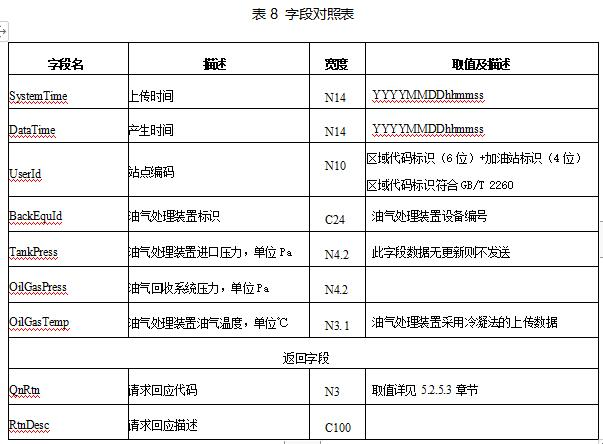 表 8 字段对照表
字段名 描述 宽度 取值及描述
SystemTime 上传时间 N14 YYYYMMDDhhmmss
DataTime 产生时间 N14 YYYYMMDDhhmmss
UserId 站点编码 N10 区域代码标识（6 位）+加油站标识（4 位）
区域代码标识符合 GB/T 2260
BackEquId 油气处理装置标识 C24 油气处理装置设备编号
TankPress 油气处理装置进口压力，单位 Pa N4.2 此字段数据无更新则不发送
OilGasPress 油气回收系统压力，单位 Pa N4.2
OilGasTemp 油气处理装置油气温度，单位℃ N3.1 油气处理装置采用冷凝法的上传数据
返回字段
QnRtn 请求回应代码 N3 取值详见 5.2.5.3 章节
RtnDesc 请求回应描述 C100